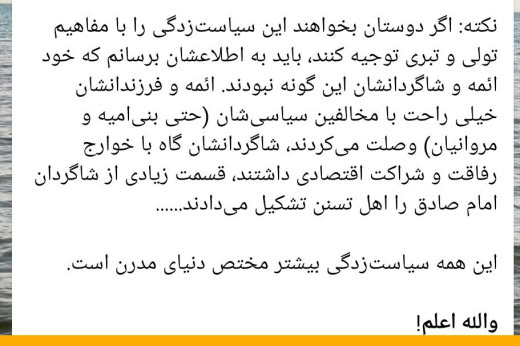 نکته: اگر دوستان بخواهند این سیاست‌زدگی را با مفاهیم
تولی و تبری توجیه کنند، باید به اطلاعشان برسانم که خود
ائمه و شاگردانشان این گونه نبودند. ائمه و فرزندانشان
خیلی راحت با مخالفین سیاسی‌شان (حتی بنی‌امیه و
مروانیان) وصلت می‌کردند، شاگردانشان گاه با خوارج
رفاقت و شراکت اقتصادی داشتند، قسمت زیادی از شاگردان
امام صادق را اهل تسنن تشکیل می‌دادند......
این همه سیاست‌زدگی بیشتر مختص دنیای مدرن است.
والله اعلم!